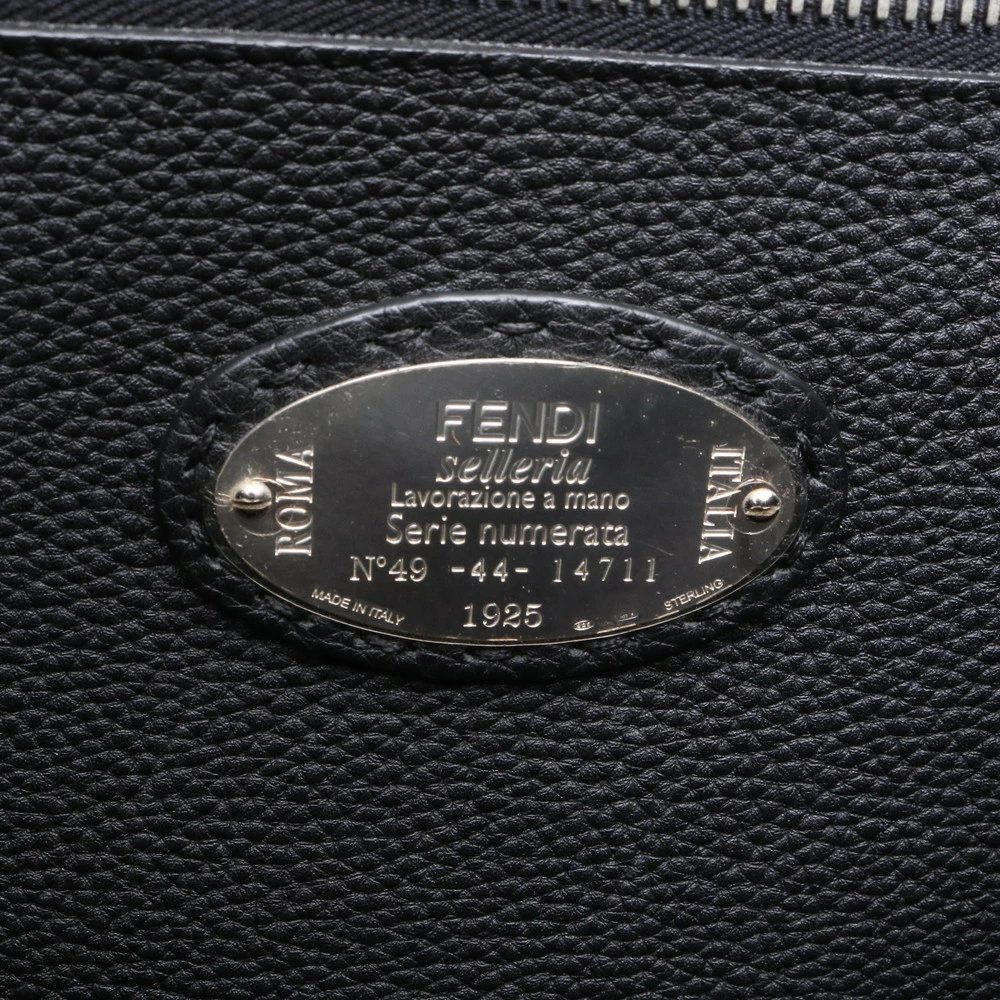 FENDI
selleria
Lavorazione a mano
Serie numerata
N°49 -44- 14711
1925
ROMA
ITALIA
MADE IN ITALY
STERLING